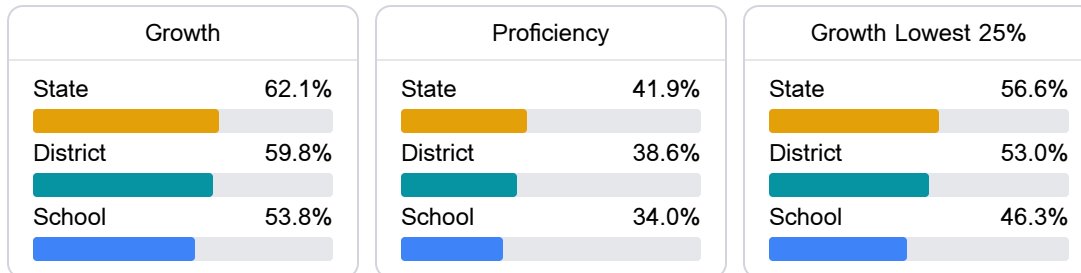 Growth
State 62.1%
District 59.8%
School 53.8%
Proficiency
State 41.9%
District 38.6%
School 34.0%
Growth Lowest 25%
State 56.6%
District 53.0%
School 46.3%